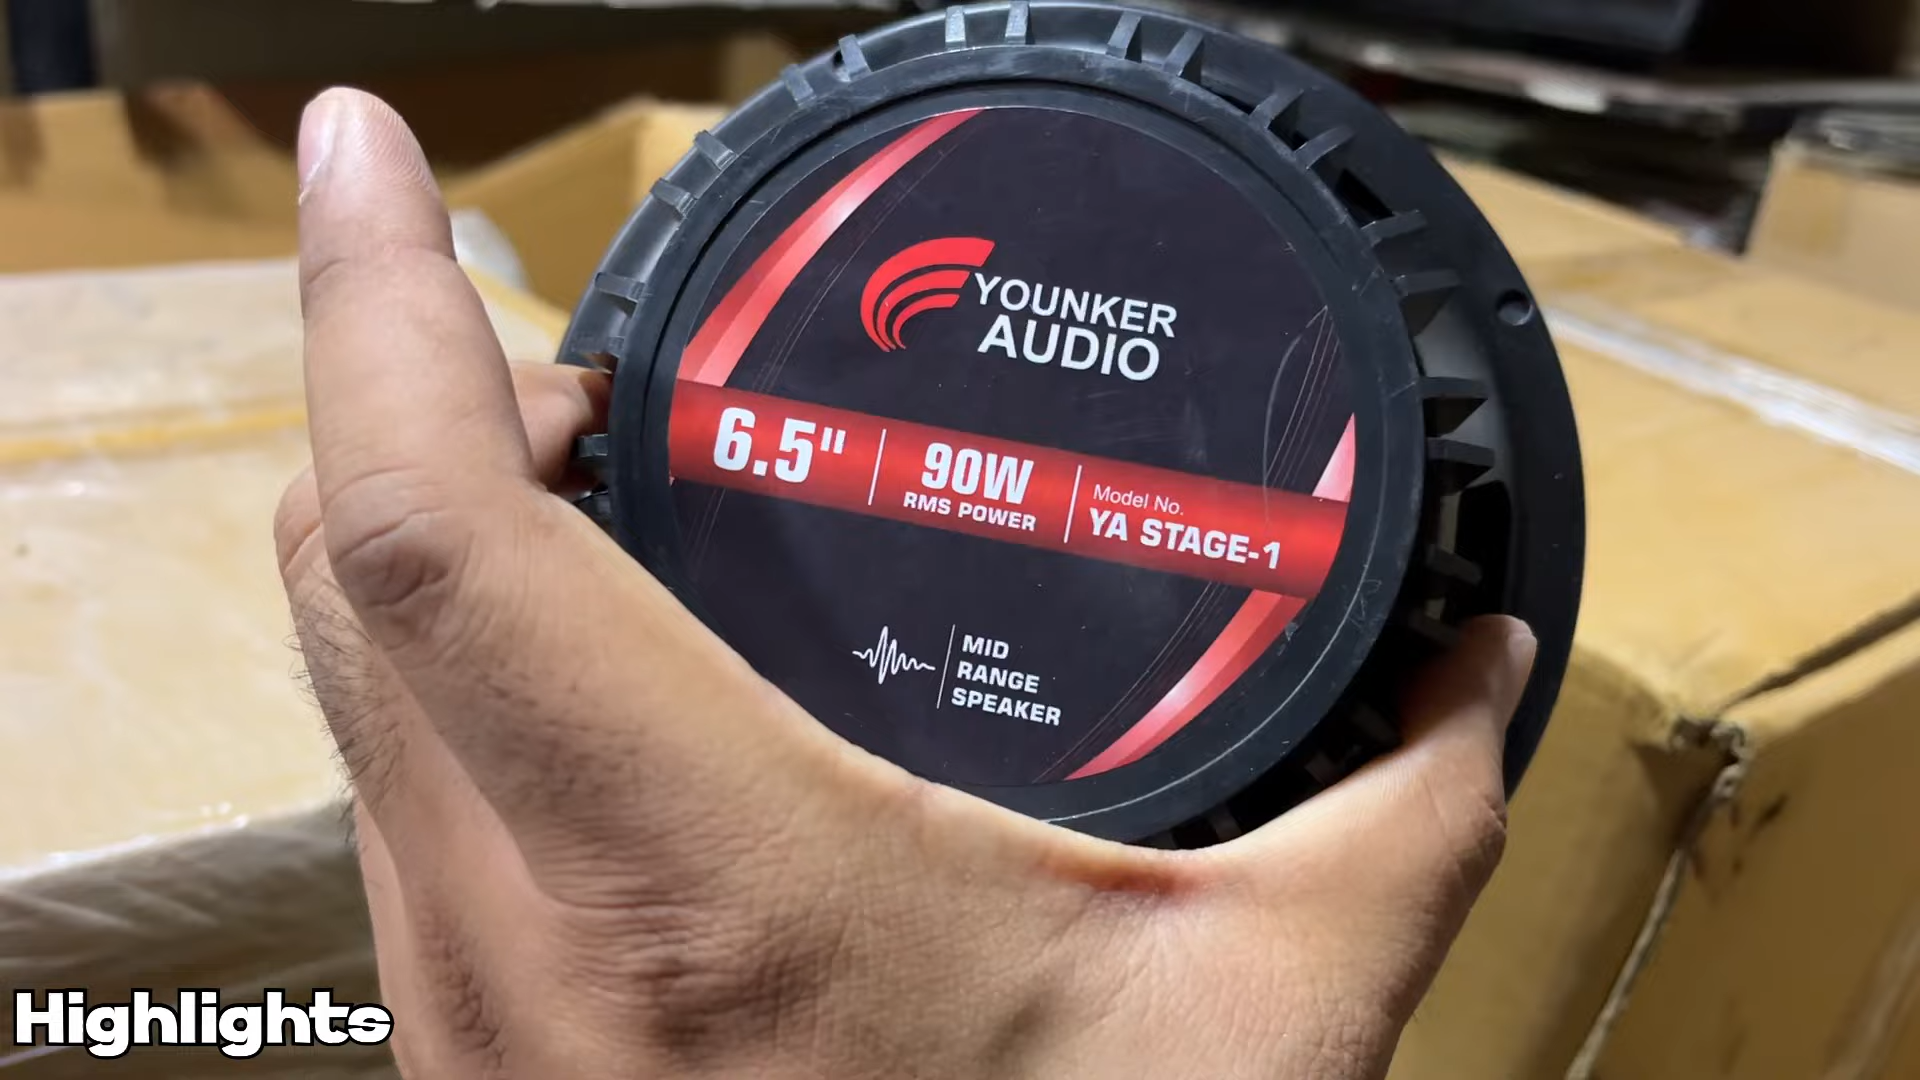 YOUNKER
AUDIO
6.5"
90W
RMS POWER
Model No.
YA STAGE-1
MID
RANGE
SPEAKER
Highlights